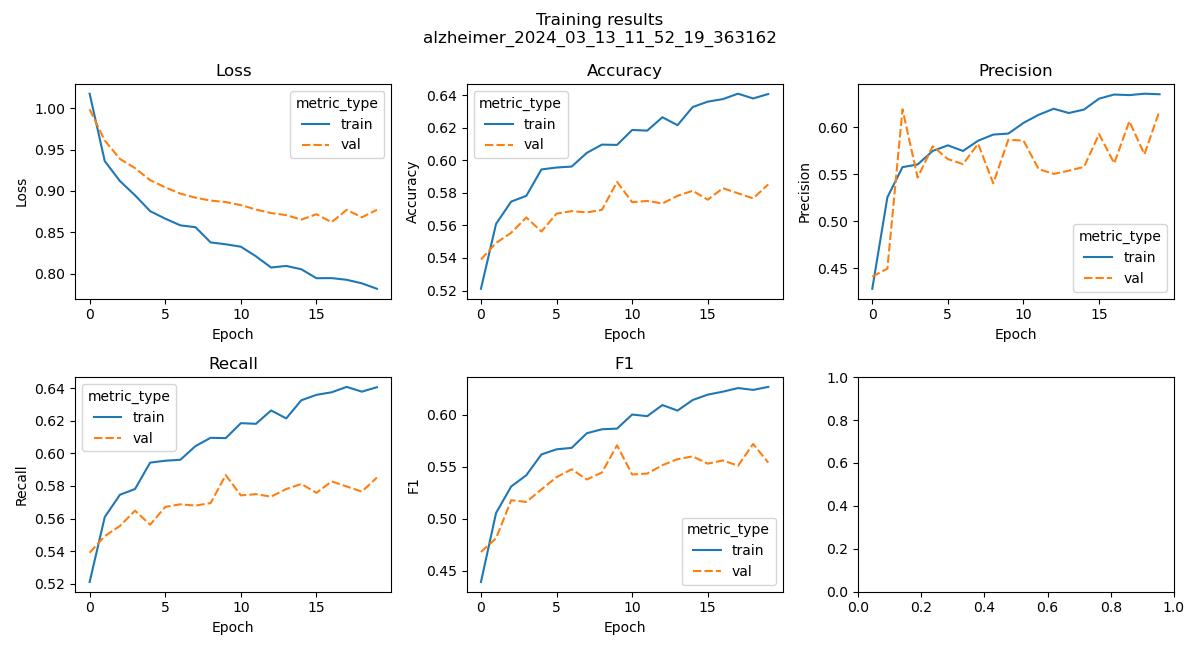 Training results
alzheimer_2024_03_13_11_52_19_363162
Loss
1.00
0.95
0.90
0.85
0.80
Loss
0
5
10
15
Epoch
metric_type
train
val
Accuracy
0.64
0.62
0.60
0.58
0.56
0.54
0.52
Accuracy
0
5
10
15
Epoch
metric_type
train
val
Precision
0.60
0.55
0.50
0.45
Precision
0
5
10
15
Epoch
metric_type
train
val
Recall
0.64
0.62
0.60
0.58
0.56
0.54
0.52
Recall
0
5
10
15
Epoch
metric_type
train
val
F1
0.60
0.55
0.50
0.45
F1
0
5
10
15
Epoch
metric_type
train
val
1.0
0.8
0.6
0.4
0.2
0.0
0.0
0.2
0.4
0.6
0.8
1.0